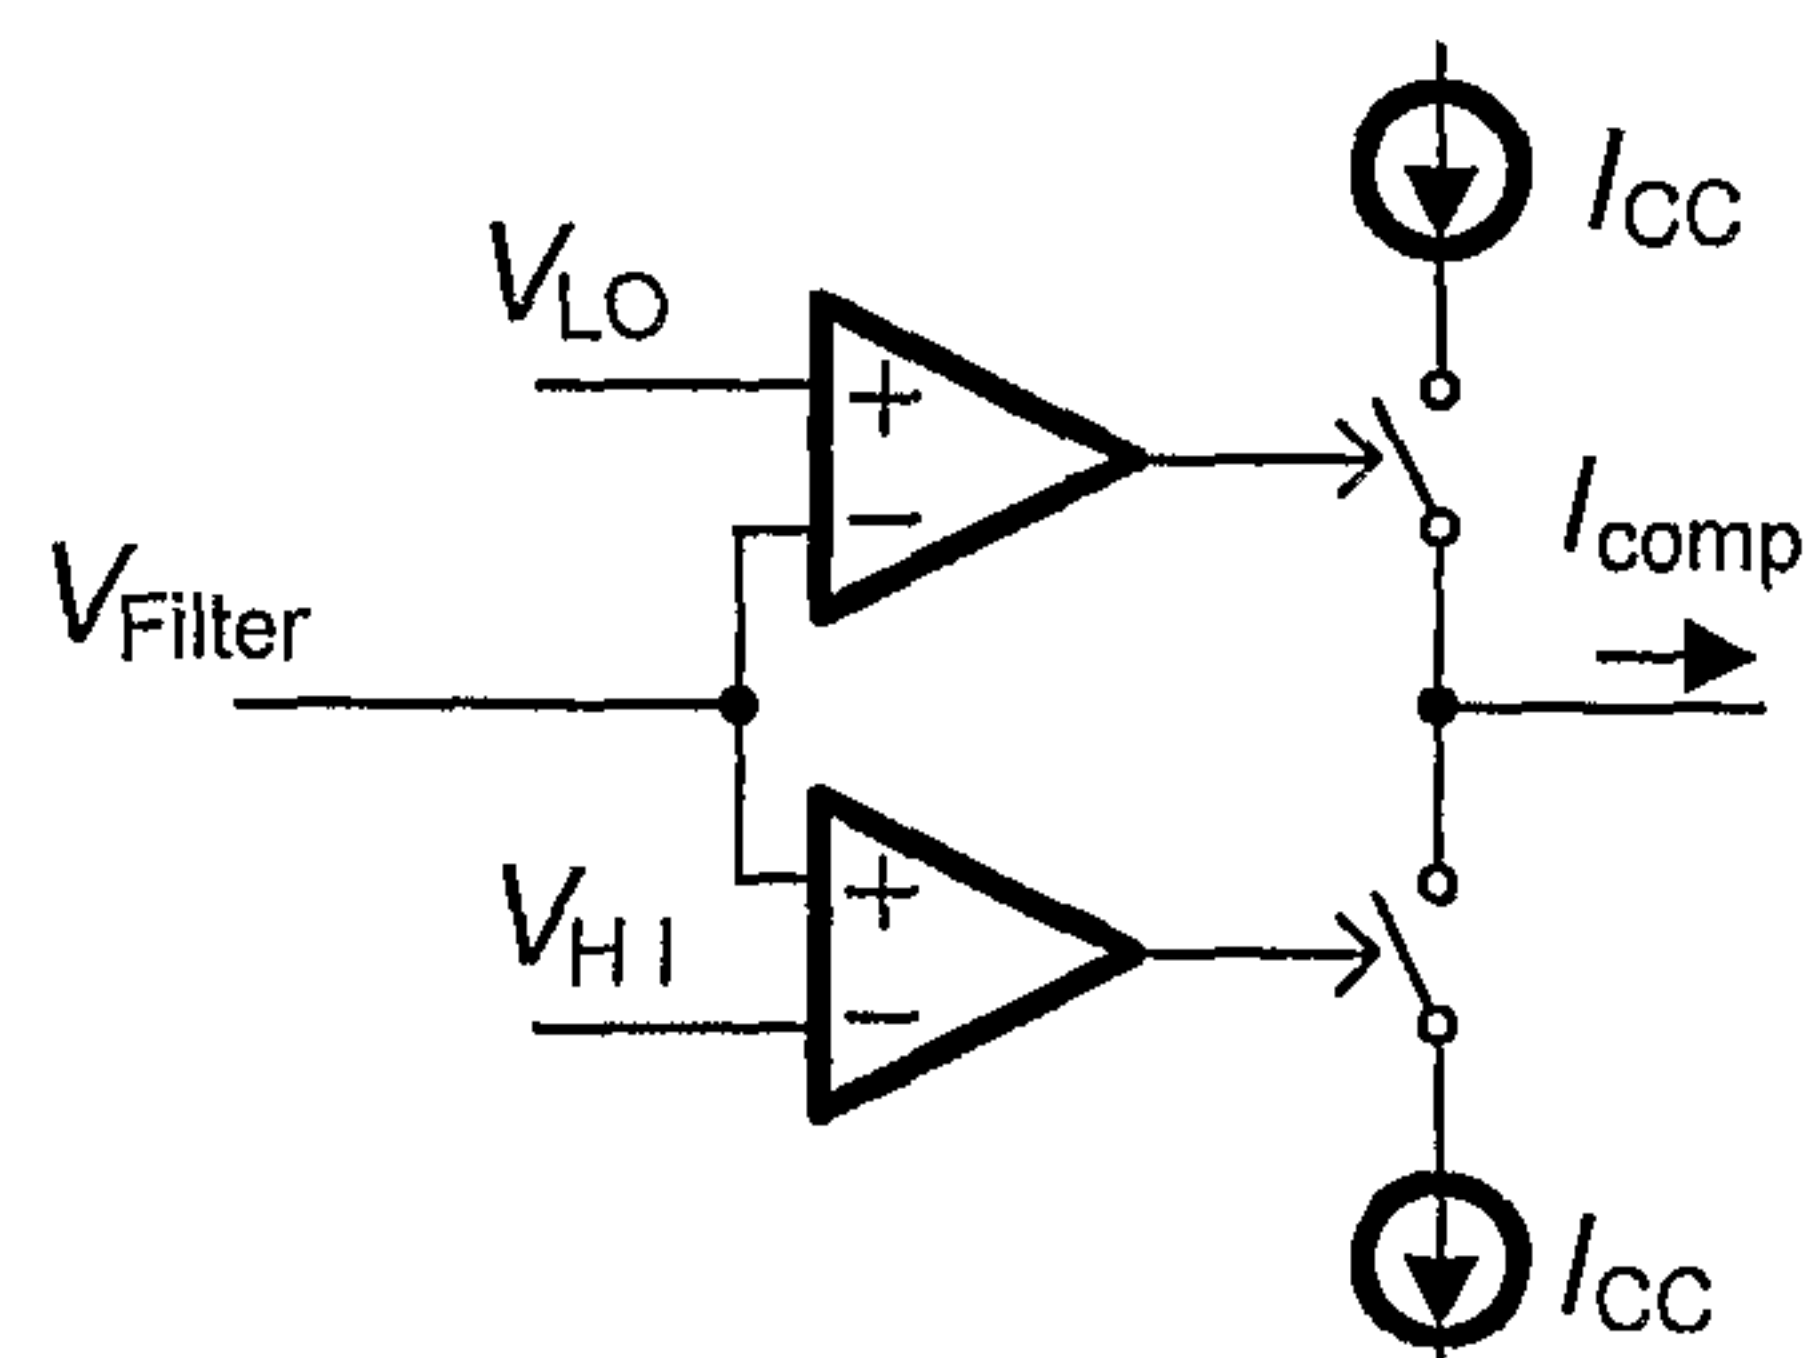 I_CC
V_LO
+
−
I_comp
V_Filter
+
V_HI
−
I_CC